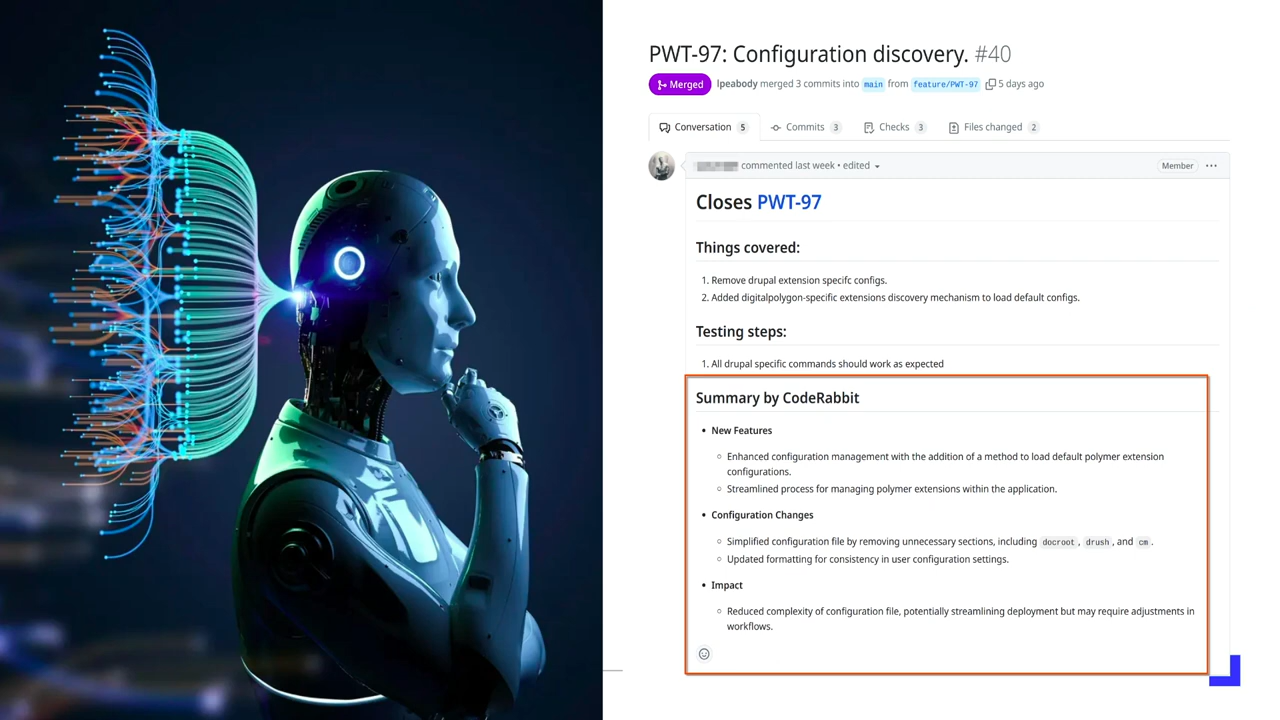 PWT-97: Configuration discovery. #40
Merged lpeabody merged 3 commits into main from feature/PWT-97 5 days ago
Conversation 5 Commits 3 Checks 3 Files changed 2
commented last week • edited Member
Closes PWT-97
Things covered:
1. Remove drupal extension specifc configs.
2. Added digitalpolygon-specific extensions discovery mechanism to load default configs.
Testing steps:
1. All drupal specific commands should work as expected
Summary by CodeRabbit
• New Features
○ Enhanced configuration management with the addition of a method to load default polymer extension
configurations.
○ Streamlined process for managing polymer extensions within the application.
• Configuration Changes
○ Simplified configuration file by removing unnecessary sections, including docroot, drush, and cm.
○ Updated formatting for consistency in user configuration settings.
• Impact
○ Reduced complexity of configuration file, potentially streamlining deployment but may require adjustments in
workflows.